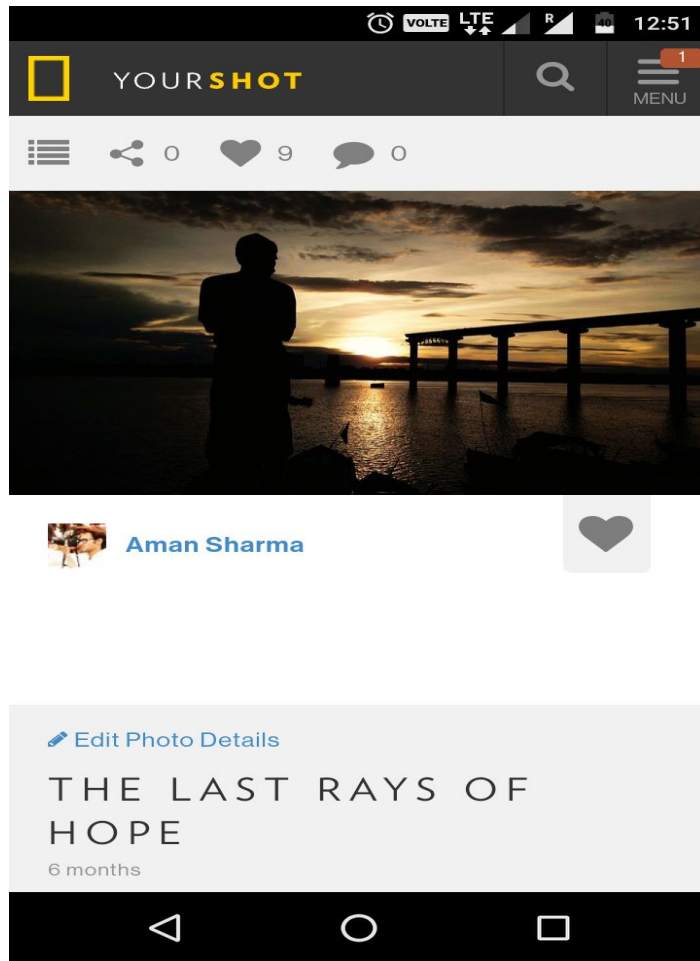 VOLTE LTE R 40 12:51
YOURSHOT
1
MENU
0 9 0
Aman Sharma
Edit Photo Details
THE LAST RAYS OF
HOPE
6 months